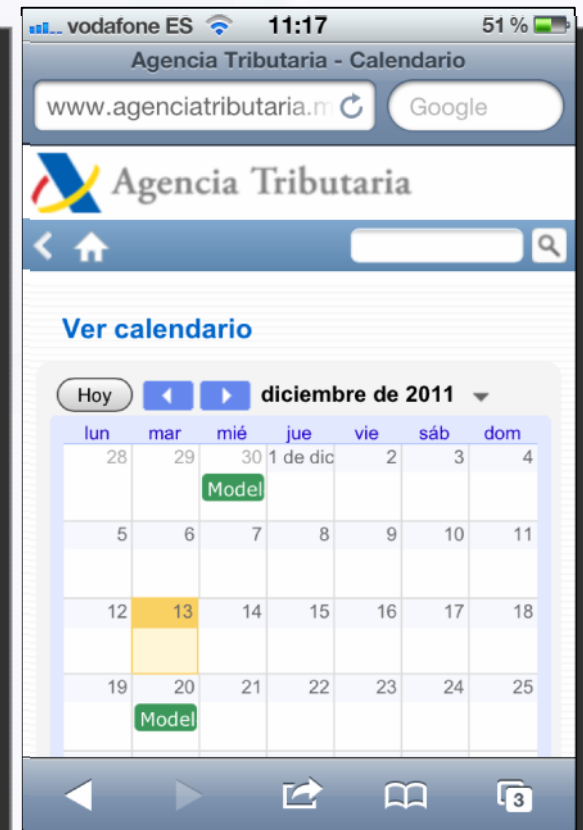 vodafone ES 11:17 51 %
Agencia Tributaria - Calendario
www.agenciatributaria.m Google
Agencia Tributaria
Ver calendario
Hoy diciembre de 2011
lun mar mié jue vie sáb dom
28 29 30 1 de dic 2 3 4
Model
5 6 7 8 9 10 11
12 13 14 15 16 17 18
19 20 21 22 23 24 25
Model
3